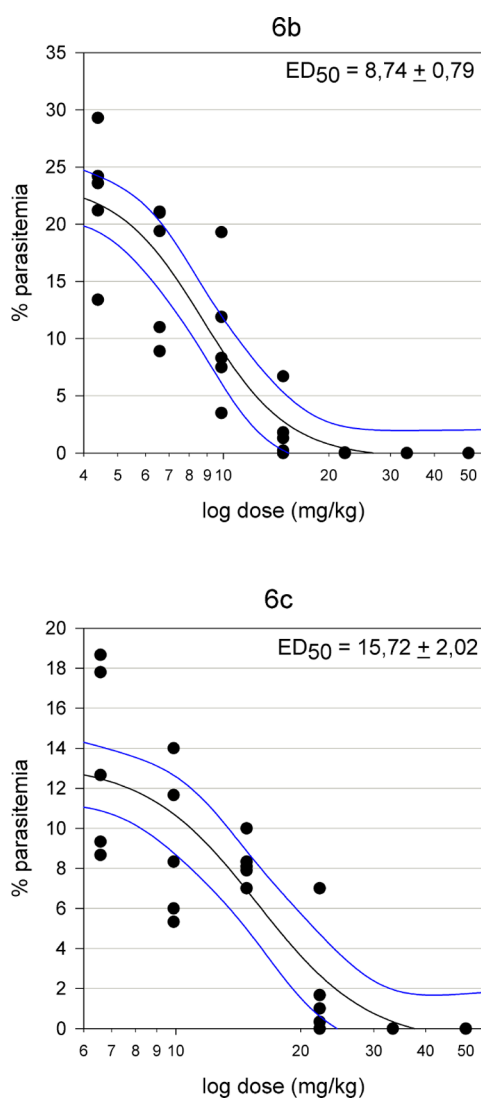 6b
ED50 = 8,74 ± 0,79
35
30
25
20
15
10
5
0
% parasitemia
4 5 6 7 8 9 10 20 30 40 50
log dose (mg/kg)
6c
ED50 = 15,72 ± 2,02
20
18
16
14
12
10
8
6
4
2
0
% parasitemia
6 7 8 9 10 20 30 40 50
log dose (mg/kg)